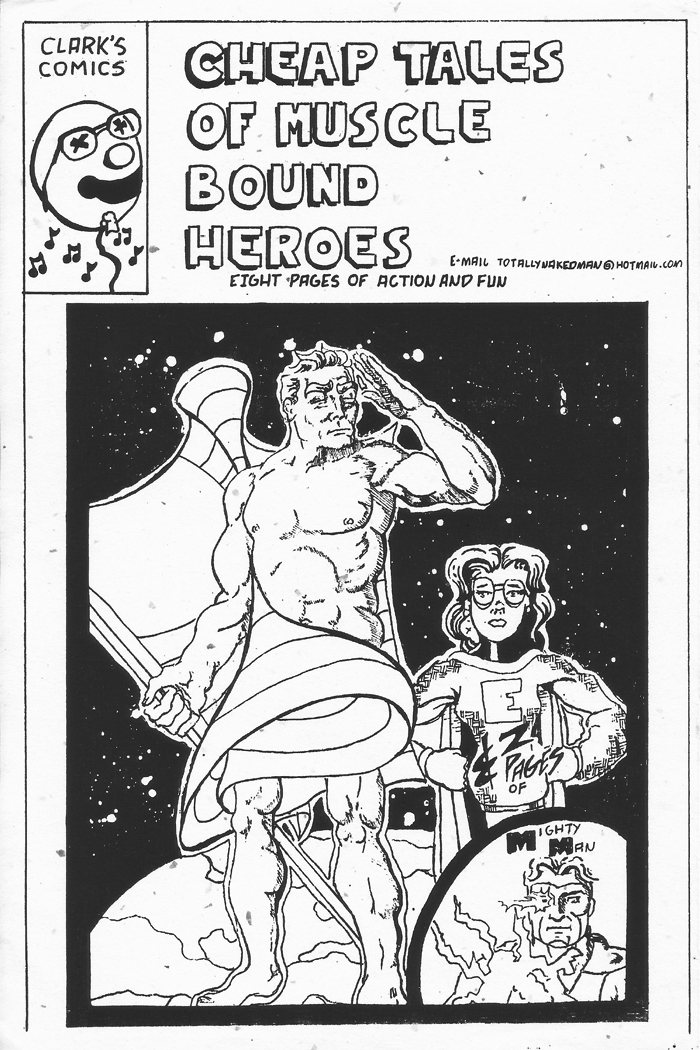 CLARK'S
COMICS
CHEAP TALES
OF MUSCLE
BOUND
HEROES
E-MAIL TOTALLYNAKEDMAN@HOTMAIL.COM
EIGHT PAGES OF ACTION AND FUN
E
& 2
PAGES
OF
MIGHTY
MAN